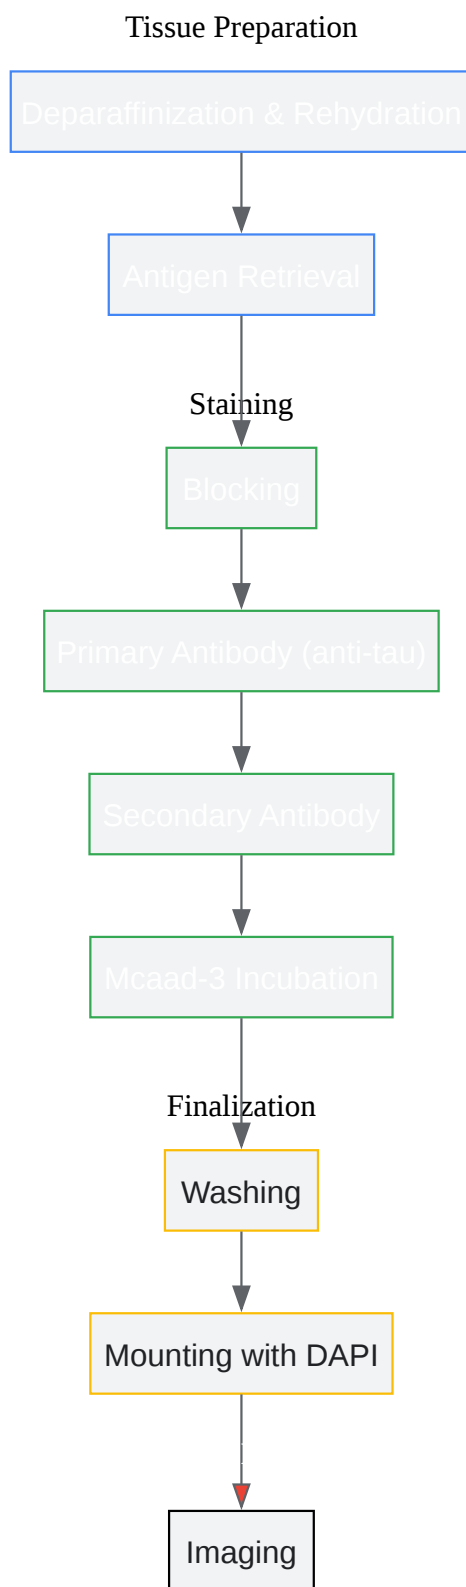 Tissue Preparation
Deparaffinization & Rehydration
Antigen Retrieval
Staining
Blocking
Primary Antibody (anti-tau)
Secondary Antibody
Mcaad-3 Incubation
Finalization
Washing
Mounting with DAPI
Imaging